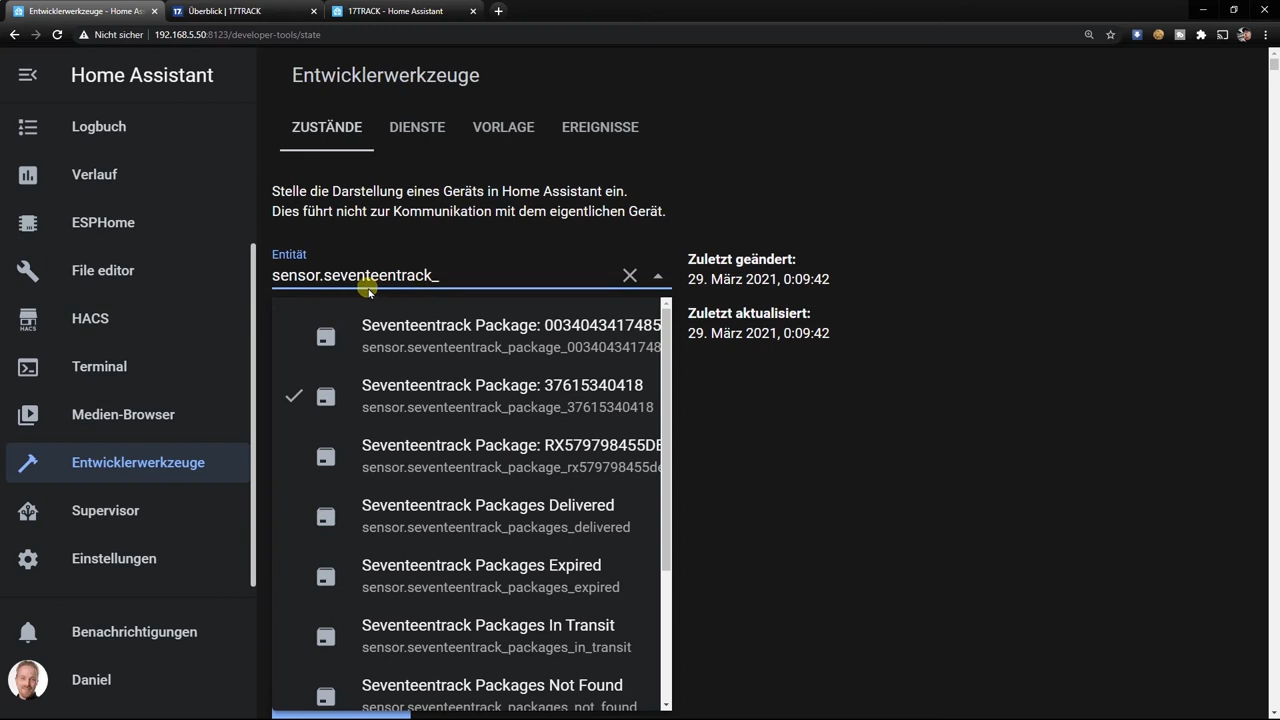 Entwicklerwerkzeuge - Home As
Überblick | 17TRACK
17TRACK - Home Assistant
Nicht sicher
192.168.5.50:8123/developer-tools/state
Home Assistant
Logbuch
Verlauf
ESPHome
File editor
HACS
HACS
Terminal
Medien-Browser
Entwicklerwerkzeuge
Supervisor
Einstellungen
Benachrichtigungen
Daniel
Entwicklerwerkzeuge
ZUSTÄNDE DIENSTE VORLAGE EREIGNISSE
Stelle die Darstellung eines Geräts in Home Assistant ein.
Dies führt nicht zur Kommunikation mit dem eigentlichen Gerät.
Entität
sensor.seventeentrack_
Seventeentrack Package: 0034043417485
sensor.seventeentrack_package_003404341748
Seventeentrack Package: 37615340418
sensor.seventeentrack_package_37615340418
Seventeentrack Package: RX579798455DE
sensor.seventeentrack_package_rx579798455de
Seventeentrack Packages Delivered
sensor.seventeentrack_packages_delivered
Seventeentrack Packages Expired
sensor.seventeentrack_packages_expired
Seventeentrack Packages In Transit
sensor.seventeentrack_packages_in_transit
Seventeentrack Packages Not Found
sensor.seventeentrack_packages_not_found
Zuletzt geändert:
29. März 2021, 0:09:42
Zuletzt aktualisiert:
29. März 2021, 0:09:42